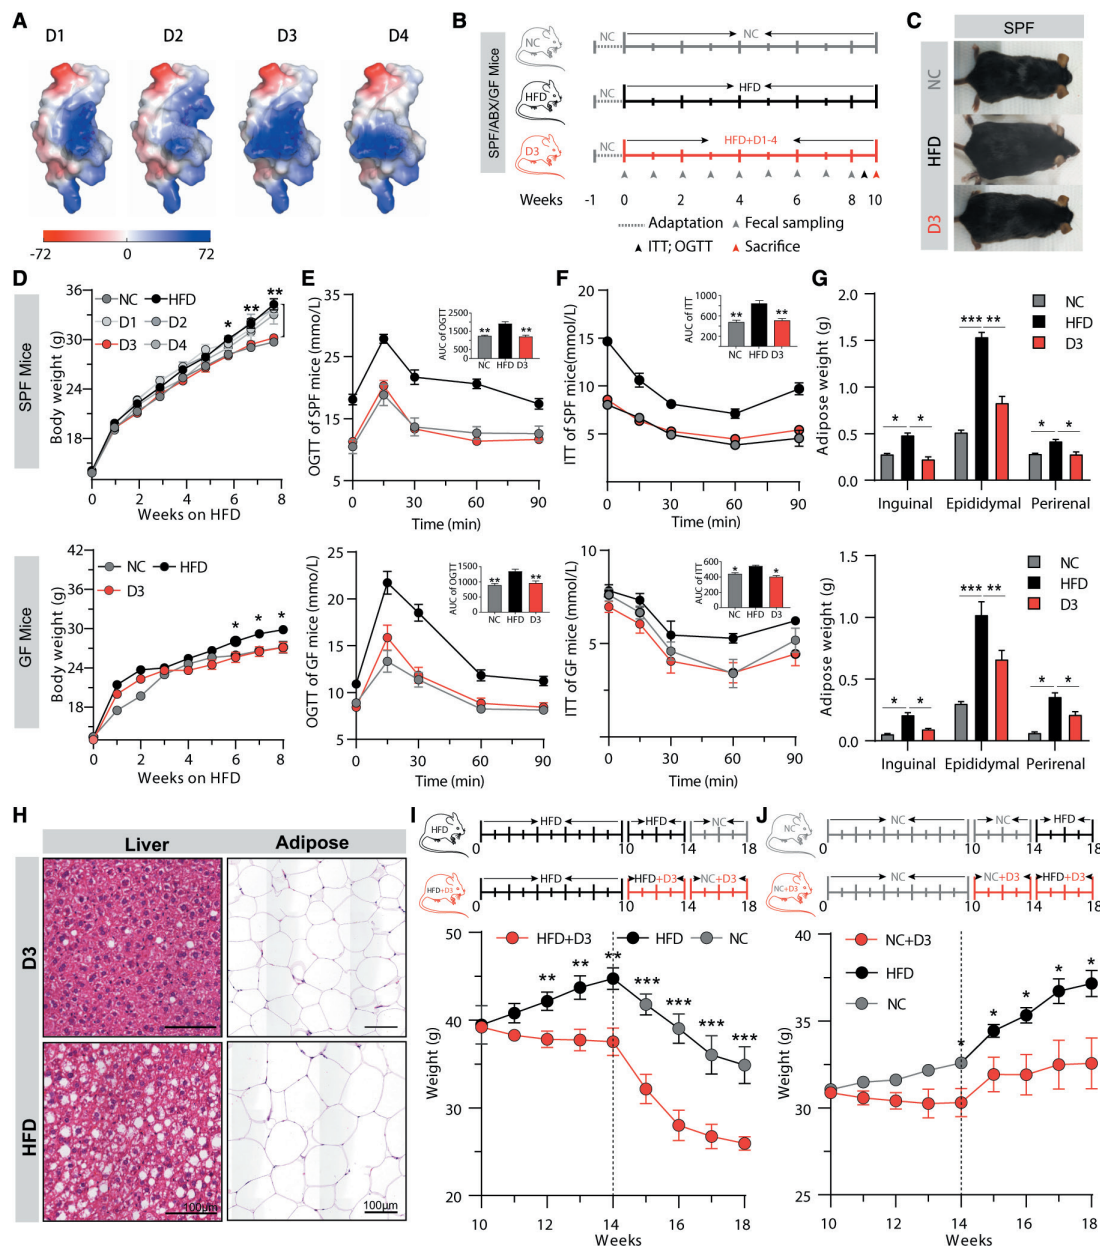 A
D1 D2 D3 D4
-72 0 72
B
SPF/ABX/GF Mice
NC NC NC
HFD NC HFD
D3 NC HFD+D1-4
Weeks -1 0 2 4 6 8 10
Adaptation Fecal sampling
ITT; OGTT Sacrifice
C
SPF
NC
HFD
D3
SPF Mice
D
Body weight (g)
36
30
24
18
NC HFD
D1 D2
D3 D4
* ** **
0 2 4 6 8
Weeks on HFD
E
OGTT of SPF mice (mmo/L)
35
25
15
5
AUC of OGTT
2500
2000
1500
1000
500
0
** **
NC HFD D3
0 30 60 90
Time (min)
F
ITT of SPF mice(mmol/L)
20
15
10
5
AUC of ITT
1000
800
600
400
200
0
** **
NC HFD D3
0 30 60 90
Time (min)
G
Adipose weight (g)
2.0
1.5
1.0
0.5
0.0
NC
HFD
D3
* * *** ** * *
Inguinal Epididymal Perirenal
GF Mice
Body weight (g)
42
36
30
24
18
12
NC HFD
D3
* * *
0 2 4 6 8
Weeks on HFD
OGTT of GF mice (mmo/L)
25
20
15
10
5
AUC of OGTT
1500
1000
500
0
** **
NC HFD D3
0 30 60 90
Time (min)
ITT of GF mice (mmol/L)
10
5
AUC of ITT
600
400
200
0
* *
NC HFD D3
0 30 60 90
Time (min)
Adipose weight (g)
1.5
1.0
0.5
0.0
NC
HFD
D3
* * *** ** * *
Inguinal Epididymal Perirenal
H
Liver Adipose
D3
HFD
100µm 100µm
I
HFD HFD HFD NC
0 10 14 18
HFD+D3 HFD HFD+D3 NC+D3
0 10 14 18
HFD+D3 HFD NC
Weight (g)
50
40
30
20
** ** ** *** *** *** ***
10 12 14 16 18
Weeks
J
NC NC NC HFD
0 10 14 18
NC+D3 NC NC+D3 HFD+D3
0 10 14 18
NC+D3
HFD
NC
Weight (g)
40
35
30
25
* * * * *
10 12 14 16 18
Weeks